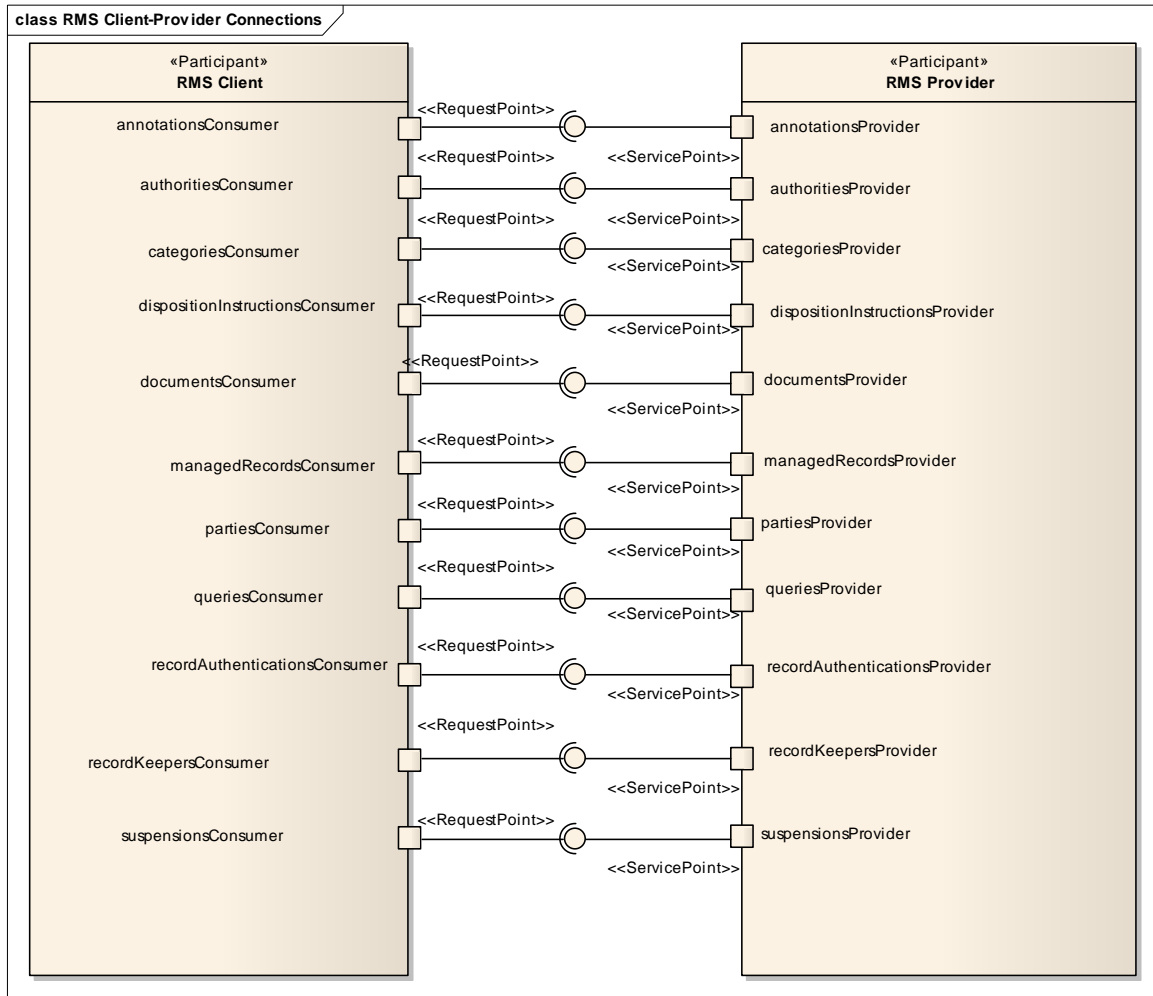 class RMS Client-Provider Connections
«Participant»
RMS Client
«Participant»
RMS Provider
annotationsConsumer
<<RequestPoint>>
annotationsProvider
<<ServicePoint>>
authoritiesConsumer
<<RequestPoint>>
authoritiesProvider
<<ServicePoint>>
categoriesConsumer
<<RequestPoint>>
categoriesProvider
<<ServicePoint>>
dispositionInstructionsConsumer
<<RequestPoint>>
dispositionInstructionsProvider
<<ServicePoint>>
documentsConsumer
<<RequestPoint>>
documentsProvider
<<ServicePoint>>
managedRecordsConsumer
<<RequestPoint>>
managedRecordsProvider
<<ServicePoint>>
partiesConsumer
<<RequestPoint>>
partiesProvider
<<ServicePoint>>
queriesConsumer
<<RequestPoint>>
queriesProvider
<<ServicePoint>>
recordAuthenticationsConsumer
<<RequestPoint>>
recordAuthenticationsProvider
<<ServicePoint>>
recordKeepersConsumer
<<RequestPoint>>
recordKeepersProvider
<<ServicePoint>>
suspensionsConsumer
<<RequestPoint>>
suspensionsProvider
<<ServicePoint>>